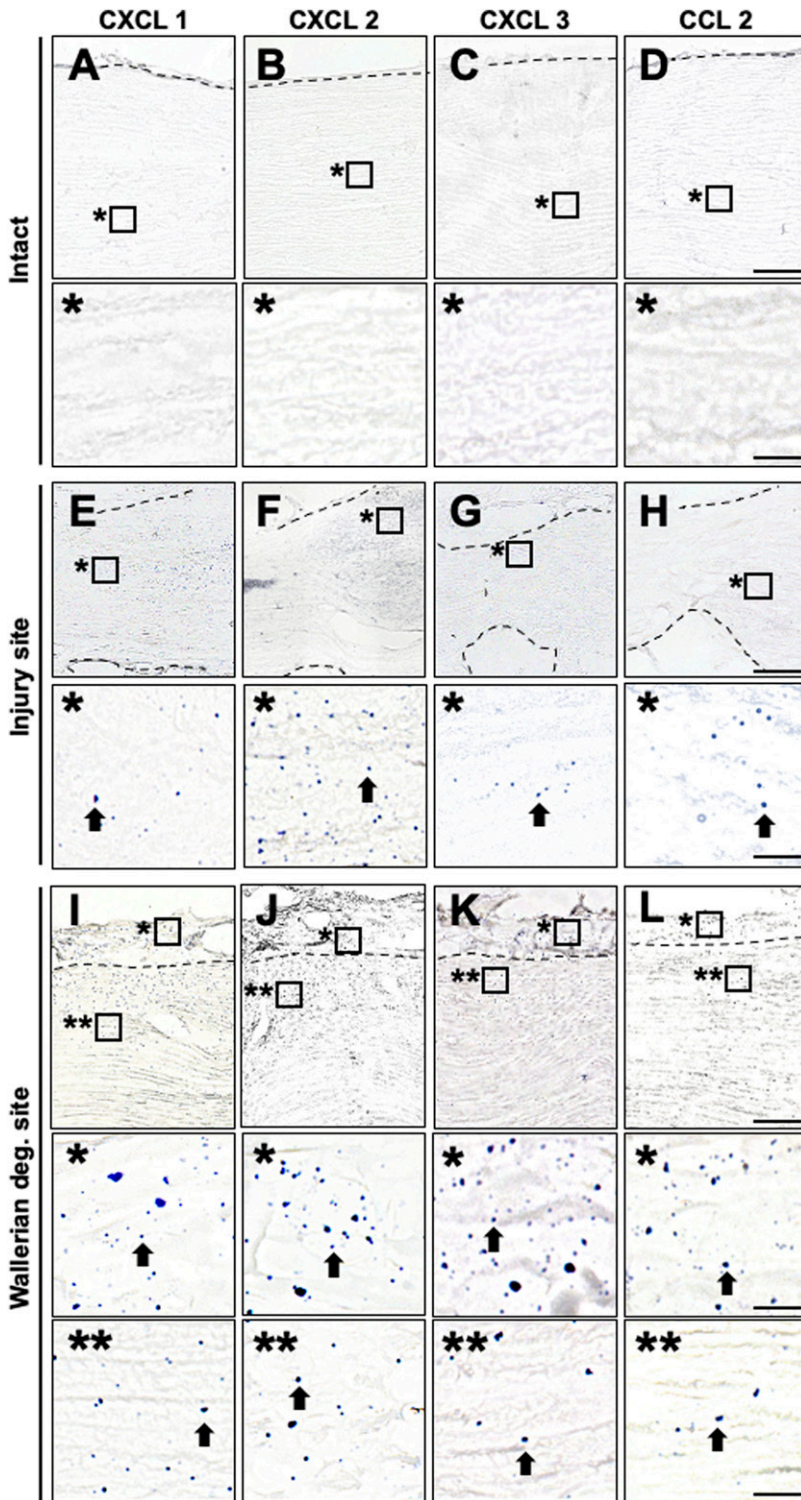 CXCL 1 CXCL 2 CXCL 3 CCL 2
Intact
A B C D
* * * *
* * * *
Injury site
E F G H
* * * *
* * * *
Wallerian deg. site
I J K L
* * * *
** ** ** **
* * * *
** ** ** **